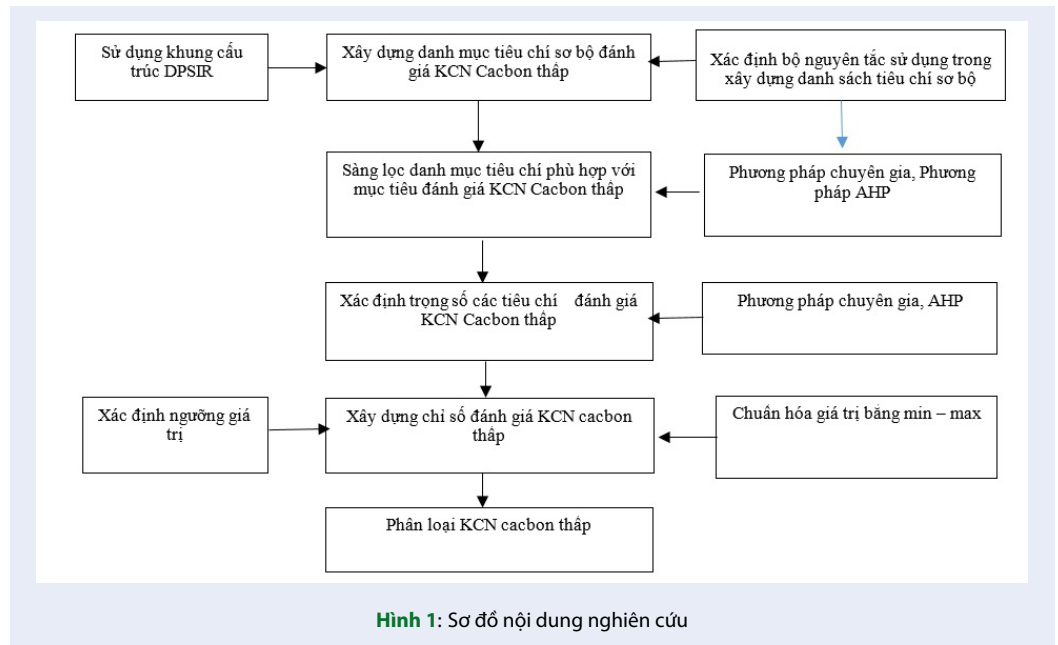 Sử dụng khung cấu
trúc DPSIR
Xây dựng danh mục tiêu chí sơ bộ đánh
giá KCN Cacbon thấp
Xác định bộ nguyên tắc sử dụng trong
xây dựng danh sách tiêu chí sơ bộ
Sàng lọc danh mục tiêu chí phù hợp với
mục tiêu đánh giá KCN Cacbon thấp
Phương pháp chuyên gia, Phương
pháp AHP
Xác định trọng số các tiêu chí đánh giá
KCN Cacbon thấp
Phương pháp chuyên gia, AHP
Xác định ngưỡng giá
trị
Xây dựng chỉ số đánh giá KCN cacbon
thấp
Chuẩn hóa giá trị bằng min – max
Phân loại KCN cacbon thấp
Hình 1: Sơ đồ nội dung nghiên cứu